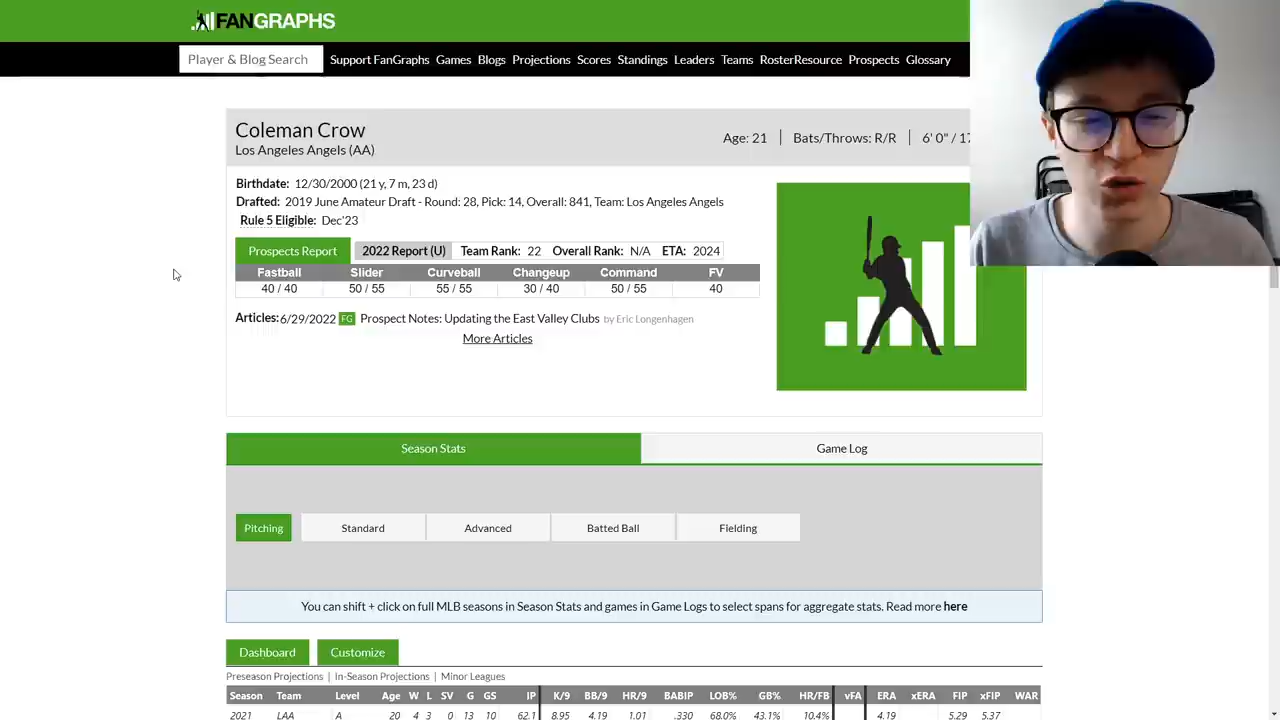 FANGRAPHS
Player & Blog Search Support FanGraphs Games Blogs Projections Scores Standings Leaders Teams RosterResource Prospects Glossary
Coleman Crow
Los Angeles Angels (AA)
Age: 21 | Bats/Throws: R/R | 6' 0" / 17
Birthdate: 12/30/2000 (21 y, 7 m, 23 d)
Drafted: 2019 June Amateur Draft - Round: 28, Pick: 14, Overall: 841, Team: Los Angeles Angels
Rule 5 Eligible: Dec'23
Prospects Report 2022 Report (U) Team Rank: 22 Overall Rank: N/A ETA: 2024
Fastball Slider Curveball Changeup Command FV
40 / 40 50 / 55 55 / 55 30 / 40 50 / 55 40
Articles: 6/29/2022 FG Prospect Notes: Updating the East Valley Clubs by Eric Longenhagen
More Articles
Season Stats Game Log
Pitching Standard Advanced Batted Ball Fielding
You can shift + click on full MLB seasons in Season Stats and games in Game Logs to select spans for aggregate stats. Read more here
Dashboard Customize
Preseason Projections | In-Season Projections | Minor Leagues
Season Team Level Age W L SV G GS IP K/9 BB/9 HR/9 BABIP LOB% GB% HR/FB vFA ERA xERA FIP xFIP WAR
2021 LAA A 20 4 3 0 13 10 62.1 8.95 4.19 1.01 .330 68.0% 43.1% 10.4% 4.19 5.29 5.37